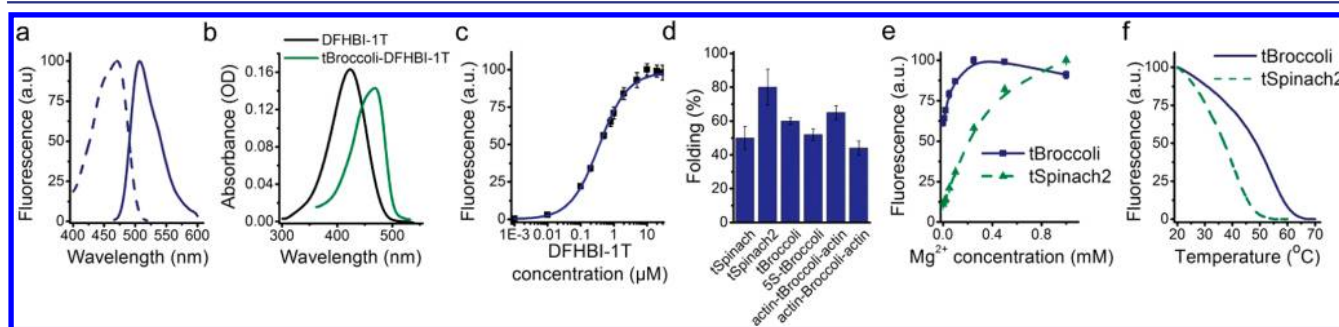 a
Fluorescence (a.u.)
100
75
50
25
0
400 450 500 550 600
Wavelength (nm)
b
DFHBI-1T
tBroccoli-DFHBI-1T
Absorbance (OD)
0.16
0.12
0.08
0.04
0.00
300 400 500
Wavelength (nm)
c
Fluorescence (a.u.)
100
75
50
25
0
1E-3 0.01 0.1 1 10
DFHBI-1T
concentration (µM)
d
Folding (%)
100
80
60
40
20
0
tSpinach
tSpinach2
tBroccoli
5S-tBroccoli
actin-tBroccoli-actin
actin-Broccoli-actin
e
Fluorescence (a.u.)
100
75
50
25
0
tBroccoli
tSpinach2
0.0 0.4 0.8
Mg2+ concentration (mM)
f
tBroccoli
tSpinach2
Fluorescence (a.u.)
100
75
50
25
0
20 30 40 50 60 70
Temperature (°C)